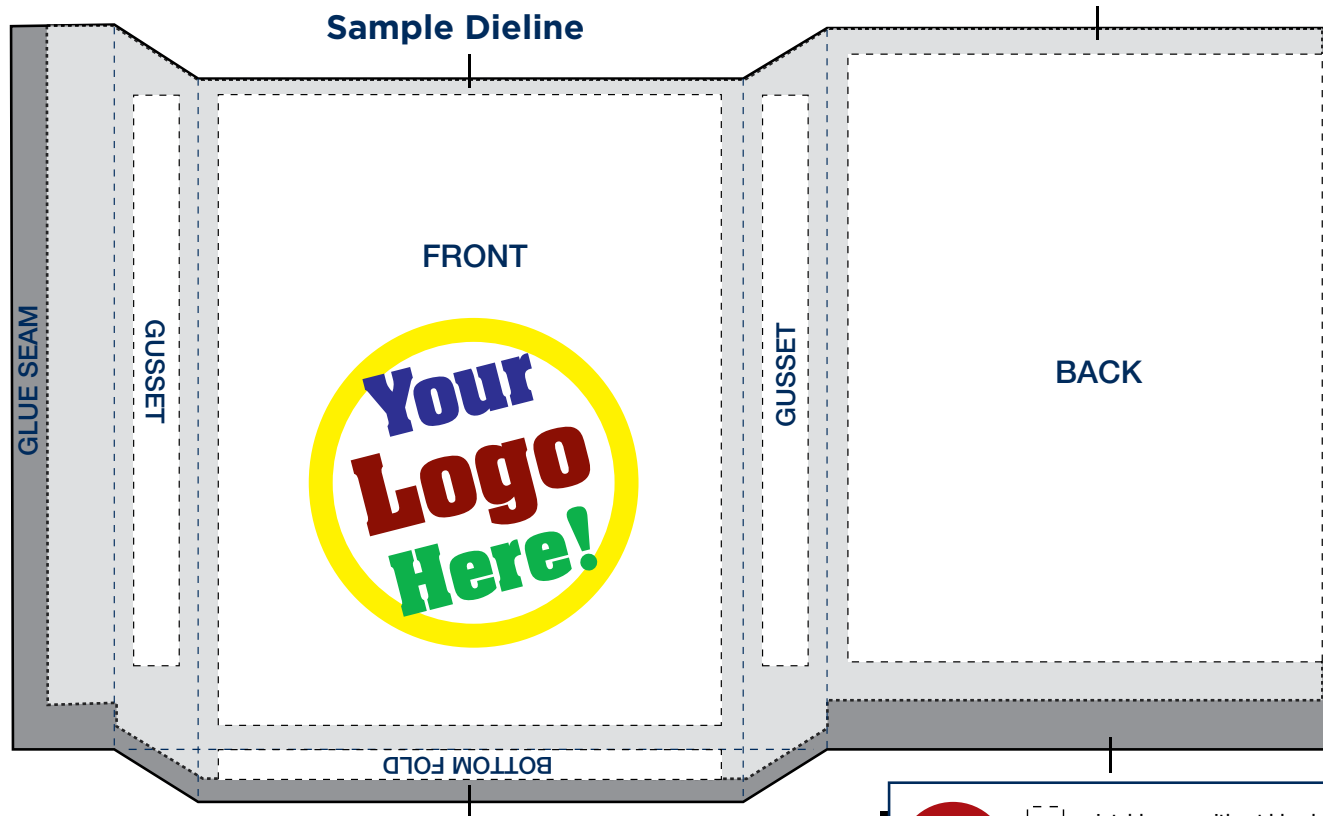 Sample Dieline
GLUE SEAM
GUSSET
FRONT
Your
Logo
Here!
GUSSET
BACK
BOTTOM FOLD